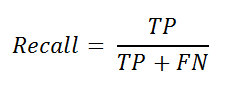 Recall = TP / TP + FN